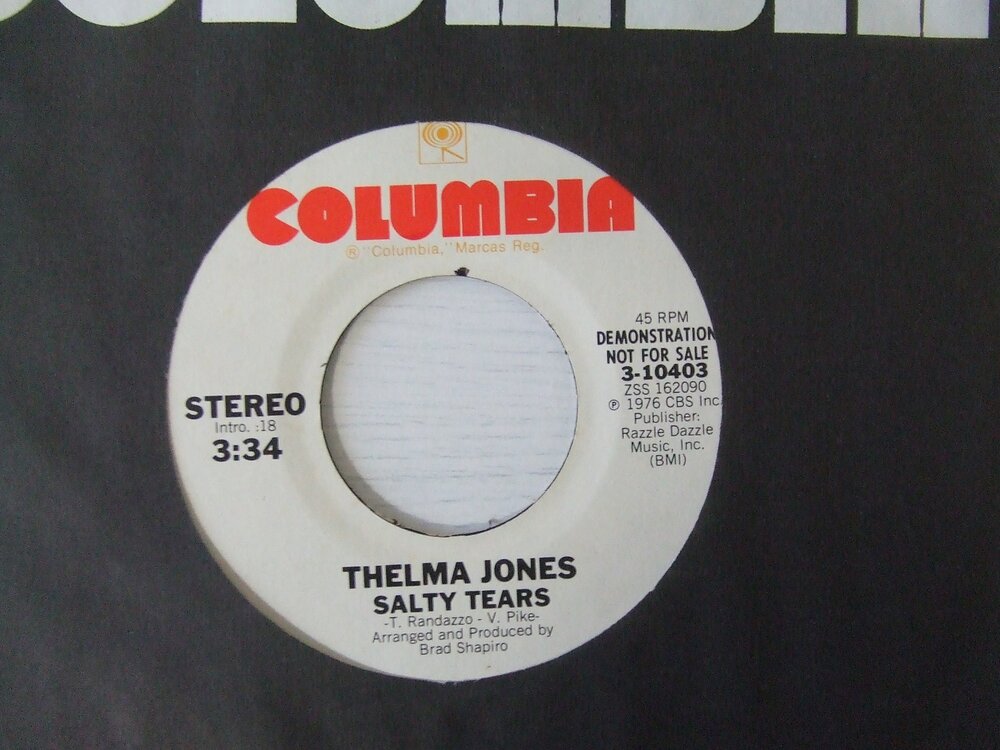 COLUMBIA
COLUMBIA
® "Columbia," Marcas Reg.
45 RPM
DEMONSTRATION
NOT FOR SALE
3-10403
ZSS 162090
℗ 1976 CBS Inc.
Publisher:
Razzle Dazzle
Music, Inc.
(BMI)
STEREO
Intro. :18
3:34
THELMA JONES
SALTY TEARS
-T. Randazzo - V. Pike-
Arranged and Produced by
Brad Shapiro